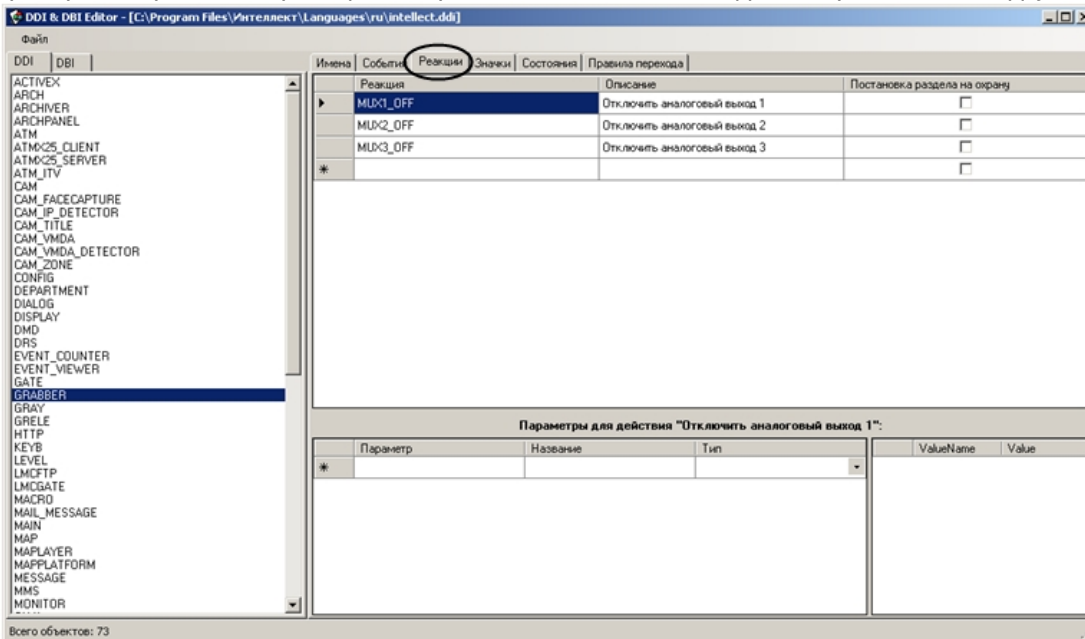 DDI & DBI Editor - [C:\Program Files\Интеллект\Languages\ru\intellect.ddi]
Файл
DDI DBI
ACTIVEX
ARCH
ARCHIVER
ARCHPANEL
ATM
ATMX25_CLIENT
ATMX25_SERVER
ATM_ITV
CAM
CAM_FACECAPTURE
CAM_IP_DETECTOR
CAM_TITLE
CAM_VMDA
CAM_VMDA_DETECTOR
CAM_ZONE
CONFIG
DEPARTMENT
DIALOG
DISPLAY
DMD
DRS
EVENT_COUNTER
EVENT_VIEWER
GATE
GRABBER
GRAY
GRELE
HTTP
KEYB
LEVEL
LMCFTP
LMCGATE
MACRO
MAIL_MESSAGE
MAIN
MAP
MAPLAYER
MAPPLATFORM
MESSAGE
MMS
MONITOR
Имена События Реакции Значки Состояния Правила перехода
Реакция Описание Постановка раздела на охрану
MUX1_OFF Отключить аналоговый выход 1
MUX2_OFF Отключить аналоговый выход 2
MUX3_OFF Отключить аналоговый выход 3
Параметры для действия "Отключить аналоговый выход 1":
Параметр Название Тип ValueName Value
Всего объектов: 73